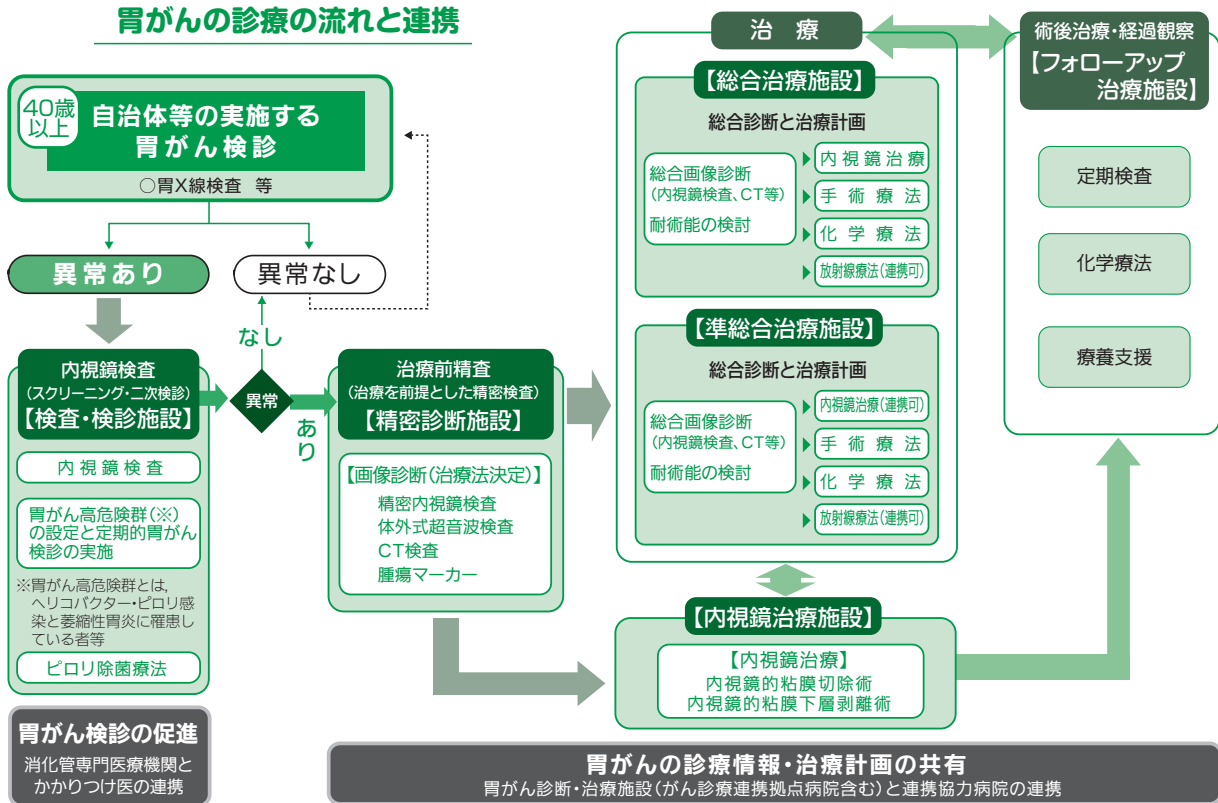 胃がんの診療の流れと連携
40歳
以上
自治体等の実施する
胃がん検診
○胃X線検査 等
異常あり
異常なし
なし
内視鏡検査
(スクリーニング・二次検診)
【検査・検診施設】
内視鏡検査
胃がん高危険群(※)
の設定と定期的胃がん
検診の実施
※胃がん高危険群とは,
ヘリコバクター・ピロリ感
染と萎縮性胃炎に罹患し
ている者等
ピロリ除菌療法
異常
あり
治療前精査
(治療を前提とした精密検査)
【精密診断施設】
【画像診断(治療法決定)】
精密内視鏡検査
体外式超音波検査
CT検査
腫瘍マーカー
治療
【総合治療施設】
総合診断と治療計画
総合画像診断
(内視鏡検査、CT等)
耐術能の検討
内視鏡治療
手術療法
化学療法
放射線療法(連携可)
【準総合治療施設】
総合診断と治療計画
総合画像診断
(内視鏡検査、CT等)
耐術能の検討
内視鏡治療(連携可)
手術療法
化学療法
放射線療法(連携可)
【内視鏡治療施設】
【内視鏡治療】
内視鏡的粘膜切除術
内視鏡的粘膜下層剥離術
術後治療・経過観察
【フォローアップ
治療施設】
定期検査
化学療法
療養支援
胃がん検診の促進
消化管専門医療機関と
かかりつけ医の連携
胃がんの診療情報・治療計画の共有
胃がん診断・治療施設(がん診療連携拠点病院含む)と連携協力病院の連携